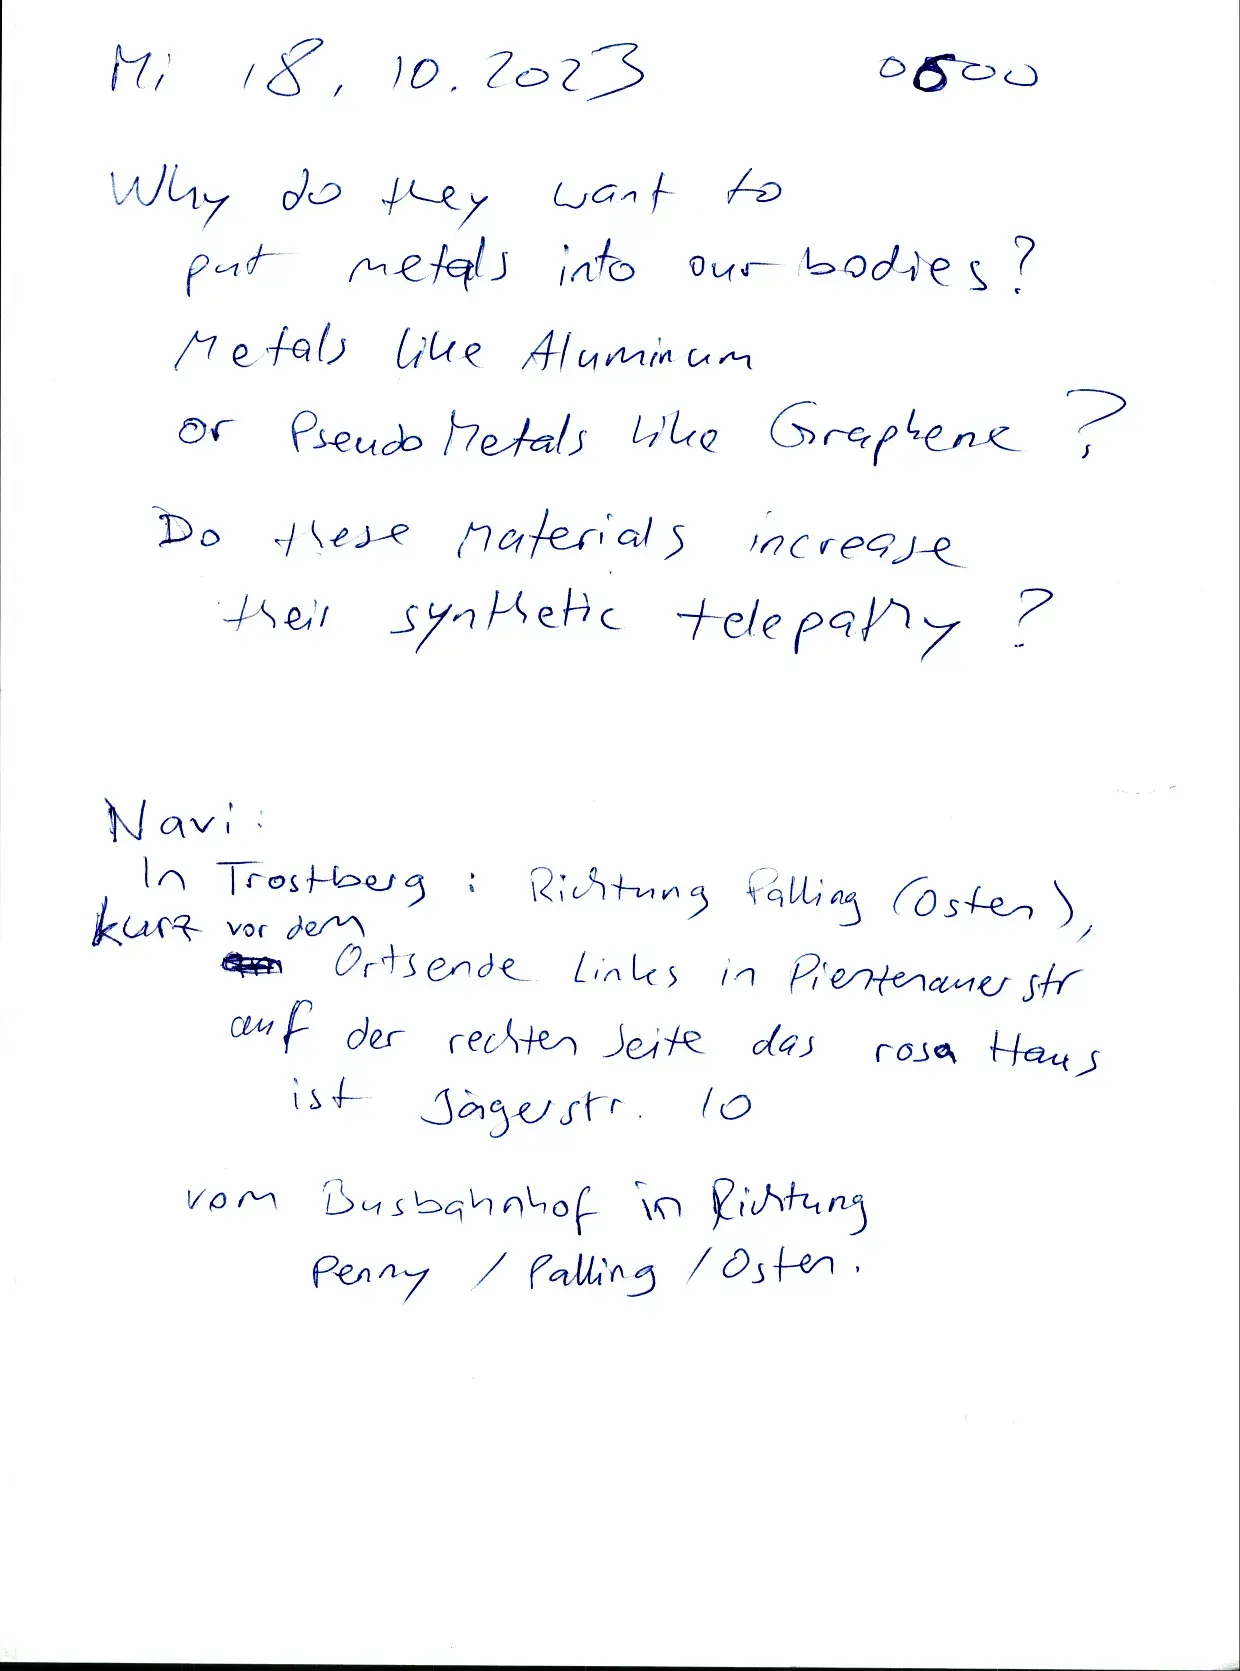 Mi 18.10.2023 0600
Why do they want to
put metals into our bodies?
Metals like Aluminum
or Pseudo Metals like Graphene?
Do these materials increase
their synthetic telepathy?
Navi:
In Trostberg: Richtung Palling (Osten),
kurz vor dem
Ortsende Links in Pienzenauerstr
auf der rechten Seite das rosa Haus
ist Jägerstr. 10
vom Busbahnhof in Richtung
Penny / Palling / Osten.